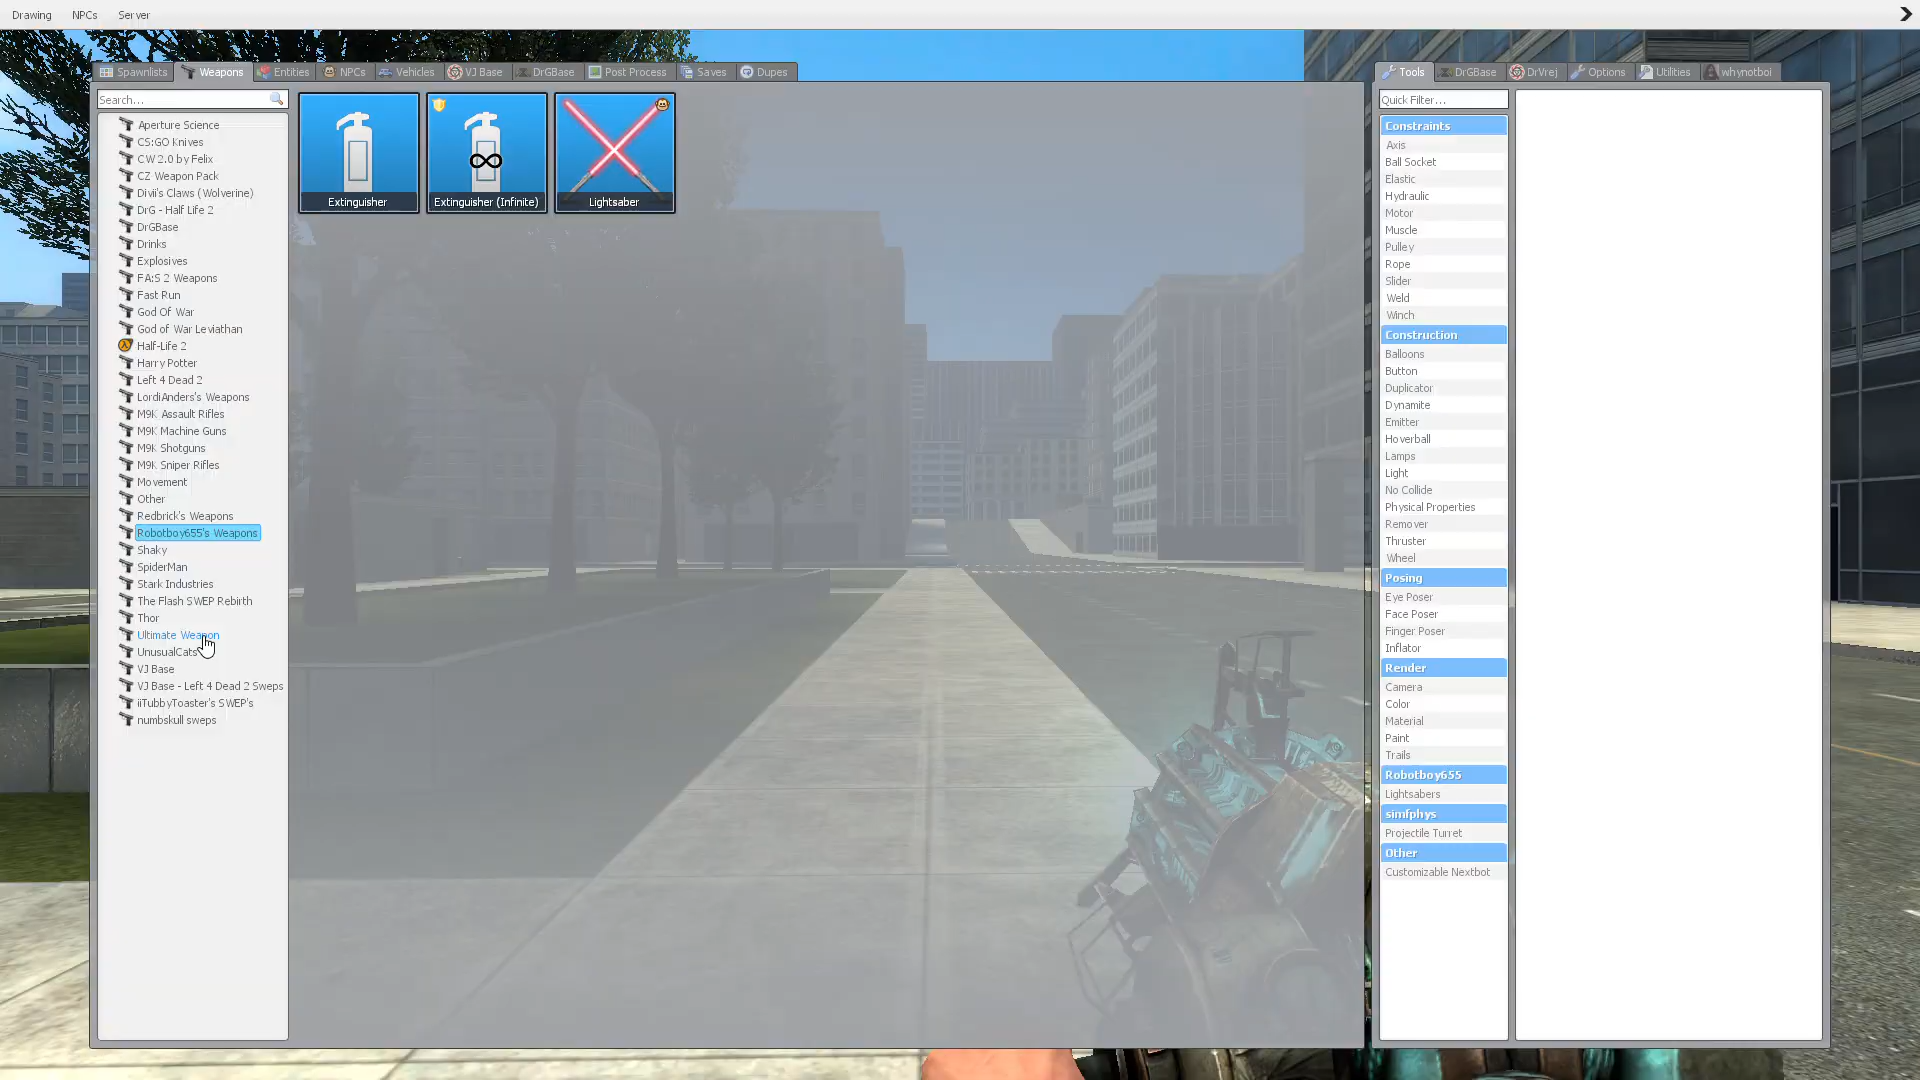 Drawing NPCs Server
Spawnlists Weapons Entities NPCs Vehicles VJ Base DrGBase Post Process Saves Dupes
Tools DrGBase DrVrej Options Utilities whynotboi
Search...
Aperture Science
CS:GO Knives
CW 2.0 by Felix
CZ Weapon Pack
Divii's Claws (Wolverine)
DrG - Half Life 2
DrGBase
Drinks
Explosives
FA:S 2 Weapons
Fast Run
God Of War
God of War Leviathan
Half-Life 2
Harry Potter
Left 4 Dead 2
LordiAnders's Weapons
M9K Assault Rifles
M9K Machine Guns
M9K Shotguns
M9K Sniper Rifles
Movement
Other
Redbrick's Weapons
Robotboy655's Weapons
Shaky
SpiderMan
Stark Industries
The Flash SWEP Rebirth
Thor
Ultimate Weapon
UnusualCats
VJ Base
VJ Base - Left 4 Dead 2 Sweps
iiTubbyToaster's SWEP's
numbskull sweps
Extinguisher
Extinguisher (Infinite)
Lightsaber
Quick Filter...
Constraints
Axis
Ball Socket
Elastic
Hydraulic
Motor
Muscle
Pulley
Rope
Slider
Weld
Winch
Construction
Balloons
Button
Duplicator
Dynamite
Emitter
Hoverball
Lamps
Light
No Collide
Physical Properties
Remover
Thruster
Wheel
Posing
Eye Poser
Face Poser
Finger Poser
Inflator
Render
Camera
Color
Material
Paint
Trails
Robotboy655
Lightsabers
simfphys
Projectile Turret
Other
Customizable Nextbot